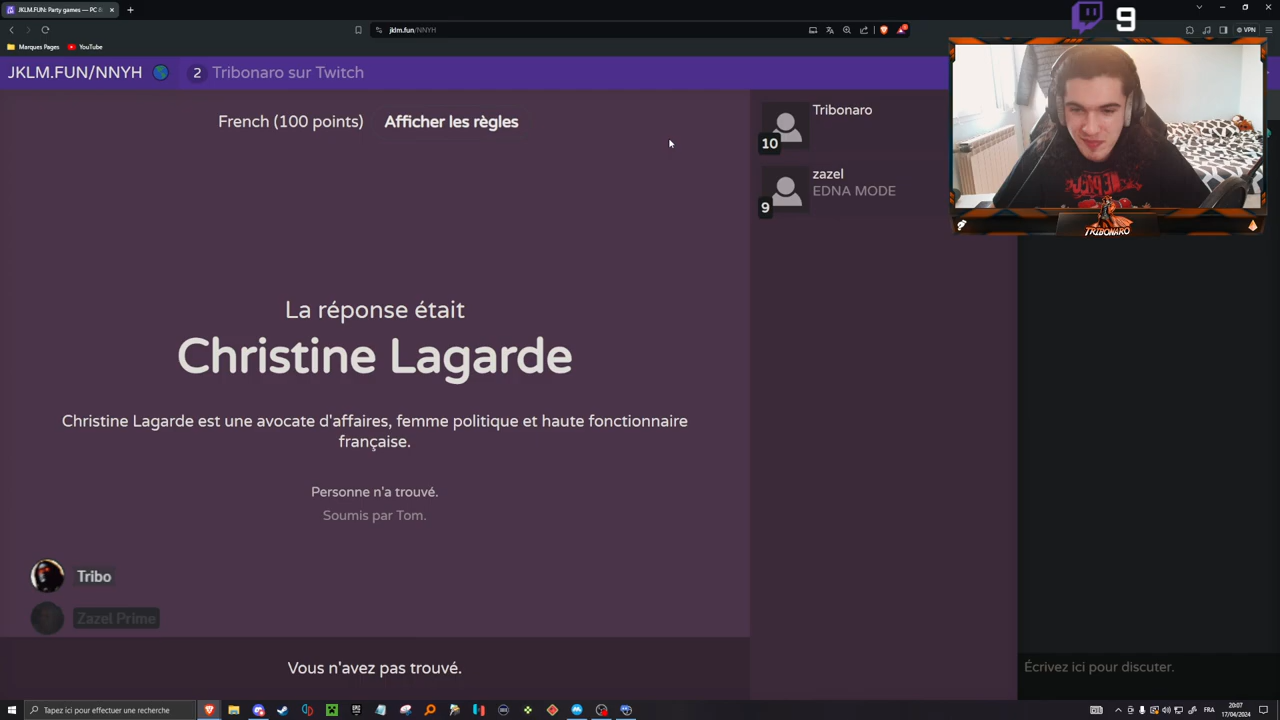 JKLM.FUN: Party games — PC &
9
Marques Pages
YouTube
jklm.fun/NNYH
VPN
JKLM.FUN/NNYH
2
Tribonaro sur Twitch
French (100 points)
Afficher les règles
Tribonaro
10
zazel
EDNA MODE
9
TRIBONARO
La réponse était
Christine Lagarde
Christine Lagarde est une avocate d'affaires, femme politique et haute fonctionnaire
française.
Personne n'a trouvé.
Soumis par Tom.
Tribo
Zazel Prime
Vous n'avez pas trouvé.
Écrivez ici pour discuter.
Tapez ici pour effectuer une recherche
FRA
20:07
17/04/2024